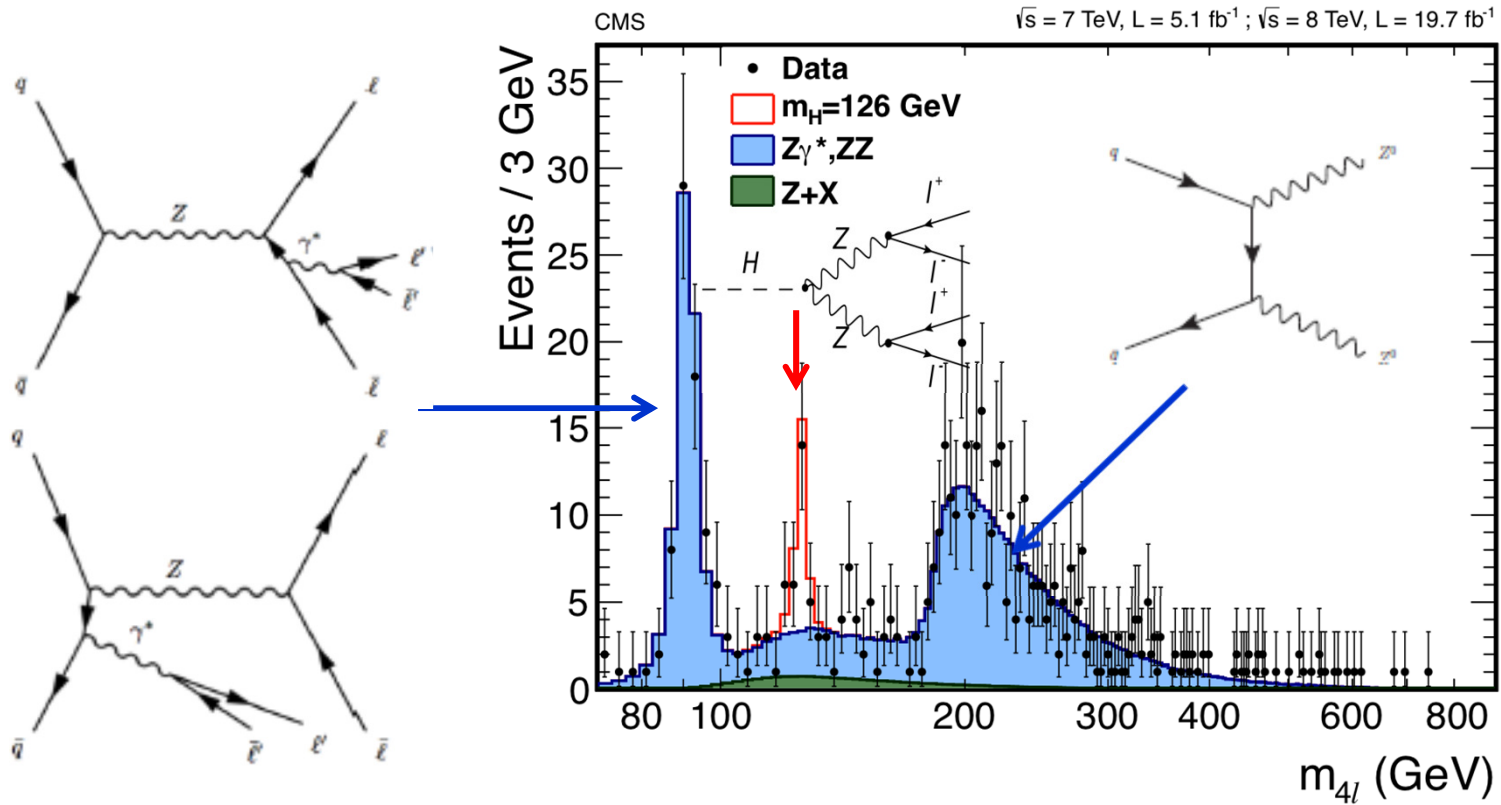 CMS
√s = 7 TeV, L = 5.1 fb⁻¹ ; √s = 8 TeV, L = 19.7 fb⁻¹
Events / 3 GeV
35
30
25
20
15
10
5
0
Data
m_H=126 GeV
Zγ*,ZZ
Z+X
H
Z
Z
l⁺
l⁻
l⁺
l⁻
q
q̄
Z⁰
Z⁰
80
100
200
300
400
600
800
m_4l (GeV)
q
ℓ
Z
γ*
ℓ'
ℓ̄'
q̄
ℓ̄
q
ℓ
Z
γ*
q̄
ℓ̄'
ℓ'
ℓ̄